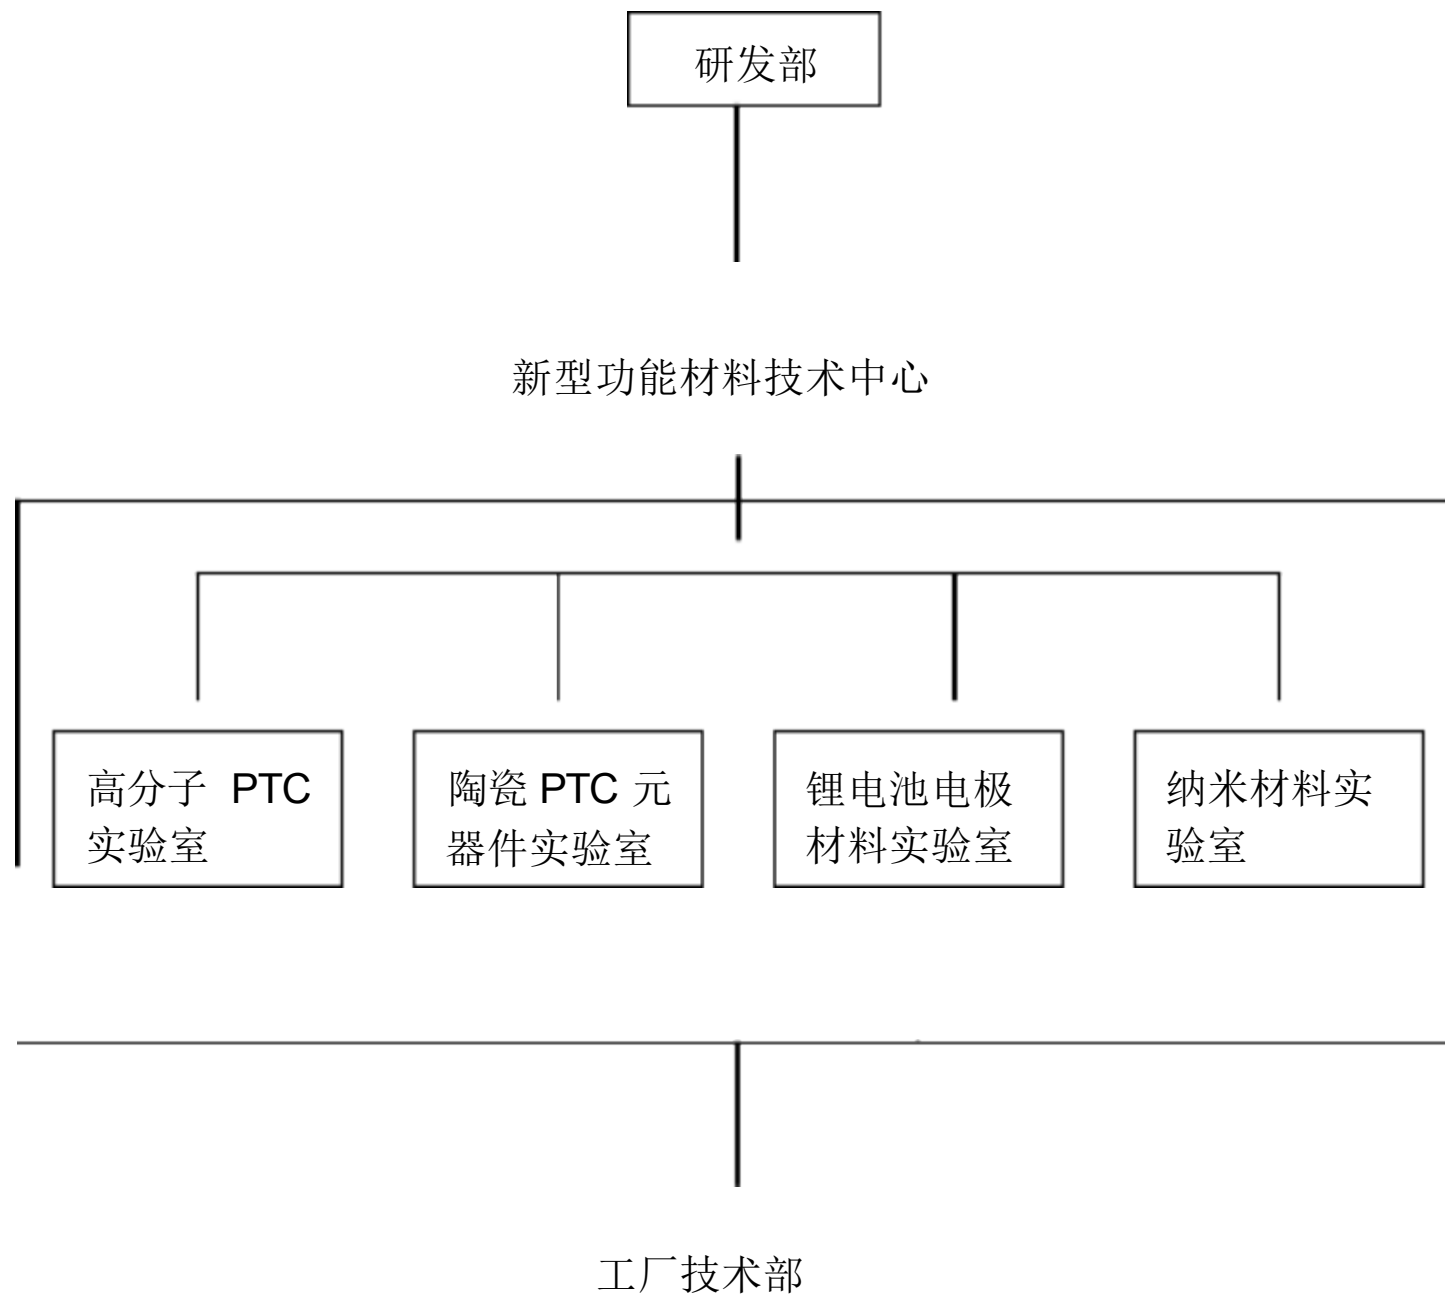 研发部
新型功能材料技术中心
高分子 PTC
实验室
陶瓷 PTC 元
器件实验室
锂电池电极
材料实验室
纳米材料实
验室
工厂技术部